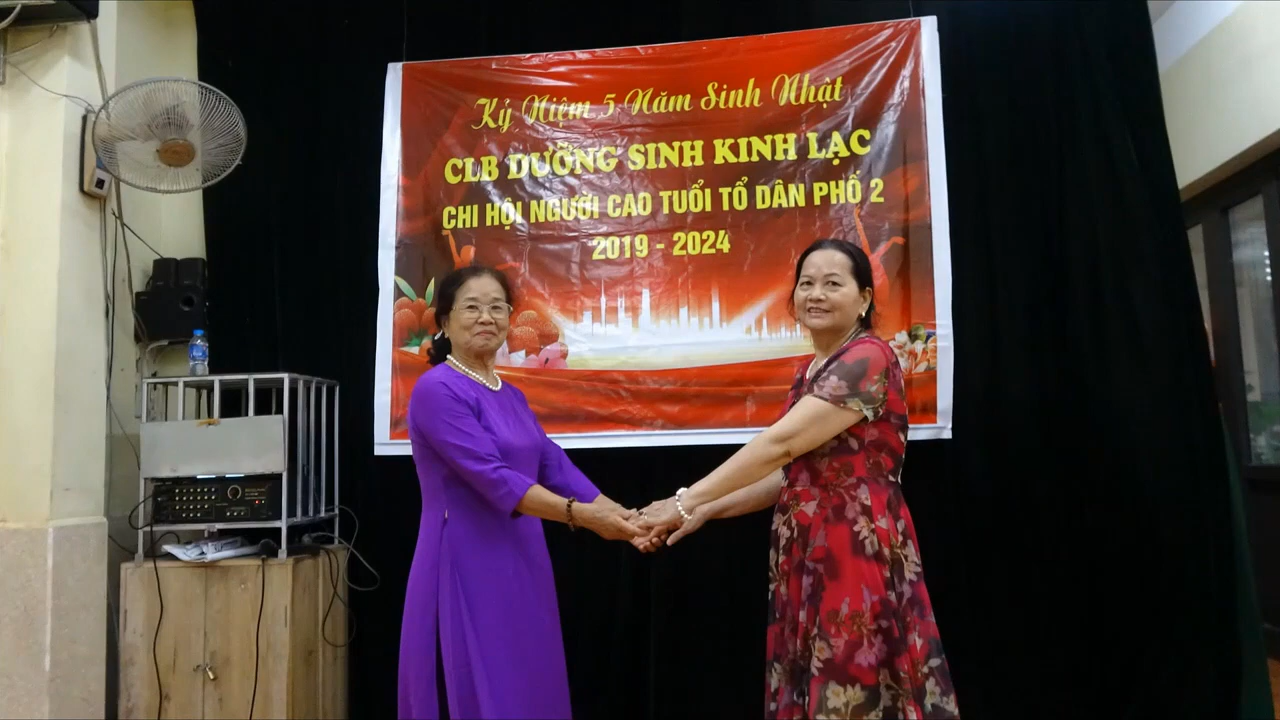 Kỷ Niệm 5 Năm Sinh Nhật
CLB DƯỠNG SINH KINH LẠC
CHI HỘI NGƯỜI CAO TUỔI TỔ DÂN PHỐ 2
2019 - 2024